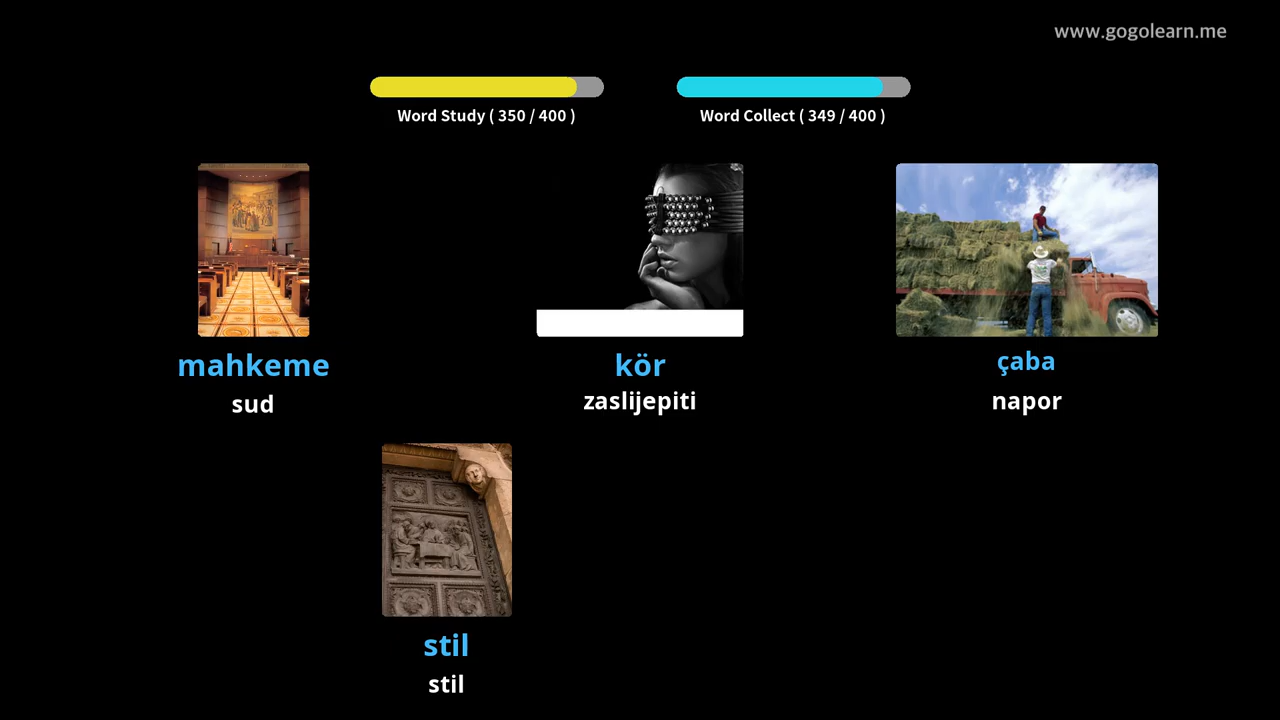 www.gogolearn.me
Word Study ( 350 / 400 )
Word Collect ( 349 / 400 )
mahkeme
sud
kör
zaslijepiti
çaba
napor
stil
stil